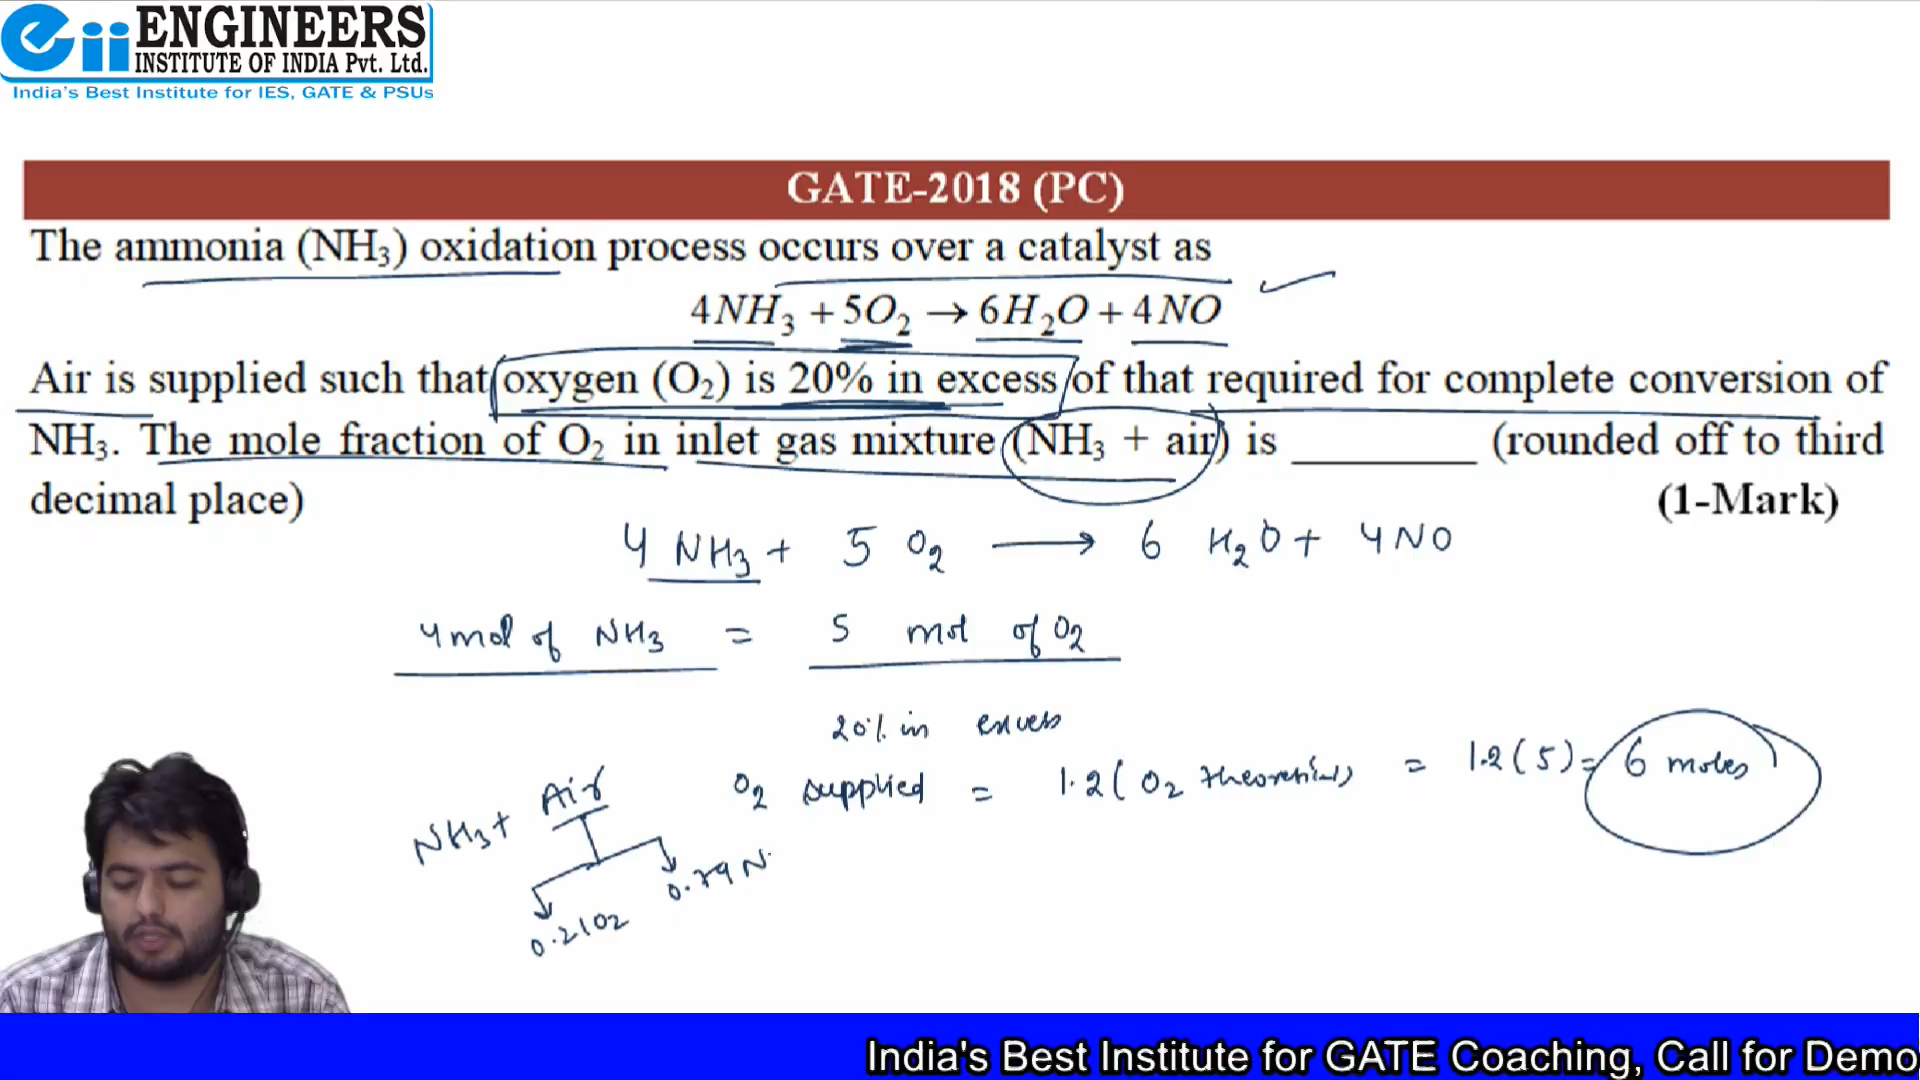 eii ENGINEERS
INSTITUTE OF INDIA Pvt. Ltd.
India's Best Institute for IES, GATE & PSUs
GATE-2018 (PC)
The ammonia (NH₃) oxidation process occurs over a catalyst as
4NH₃ + 5O₂ → 6H₂O + 4NO
Air is supplied such that oxygen (O₂) is 20% in excess of that required for complete conversion of
NH₃. The mole fraction of O₂ in inlet gas mixture (NH₃ + air) is ________ (rounded off to third
decimal place) (1-Mark)
4 NH₃ + 5 O₂ → 6 H₂O + 4NO
4 mol of NH₃ = 5 mol of O₂
20% in excess
O₂ supplied = 1.2 ( O₂ theoretical) = 1.2 (5) = 6 moles
NH₃ + Air
0.79 N
0.21 O₂
India's Best Institute for GATE Coaching, Call for Demo